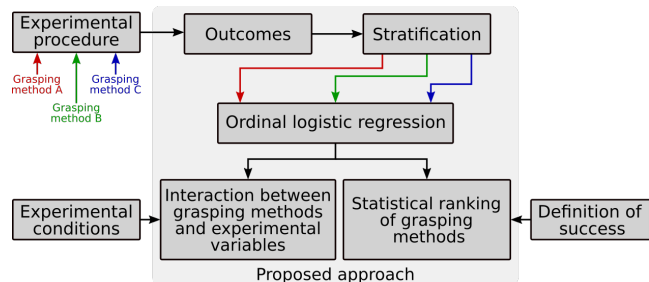 Experimental
procedure
Outcomes
Stratification
Grasping
method A
Grasping
method B
Grasping
method C
Ordinal logistic regression
Experimental
conditions
Interaction between
grasping methods
and experimental
variables
Statistical ranking
of grasping
methods
Definition of
success
Proposed approach